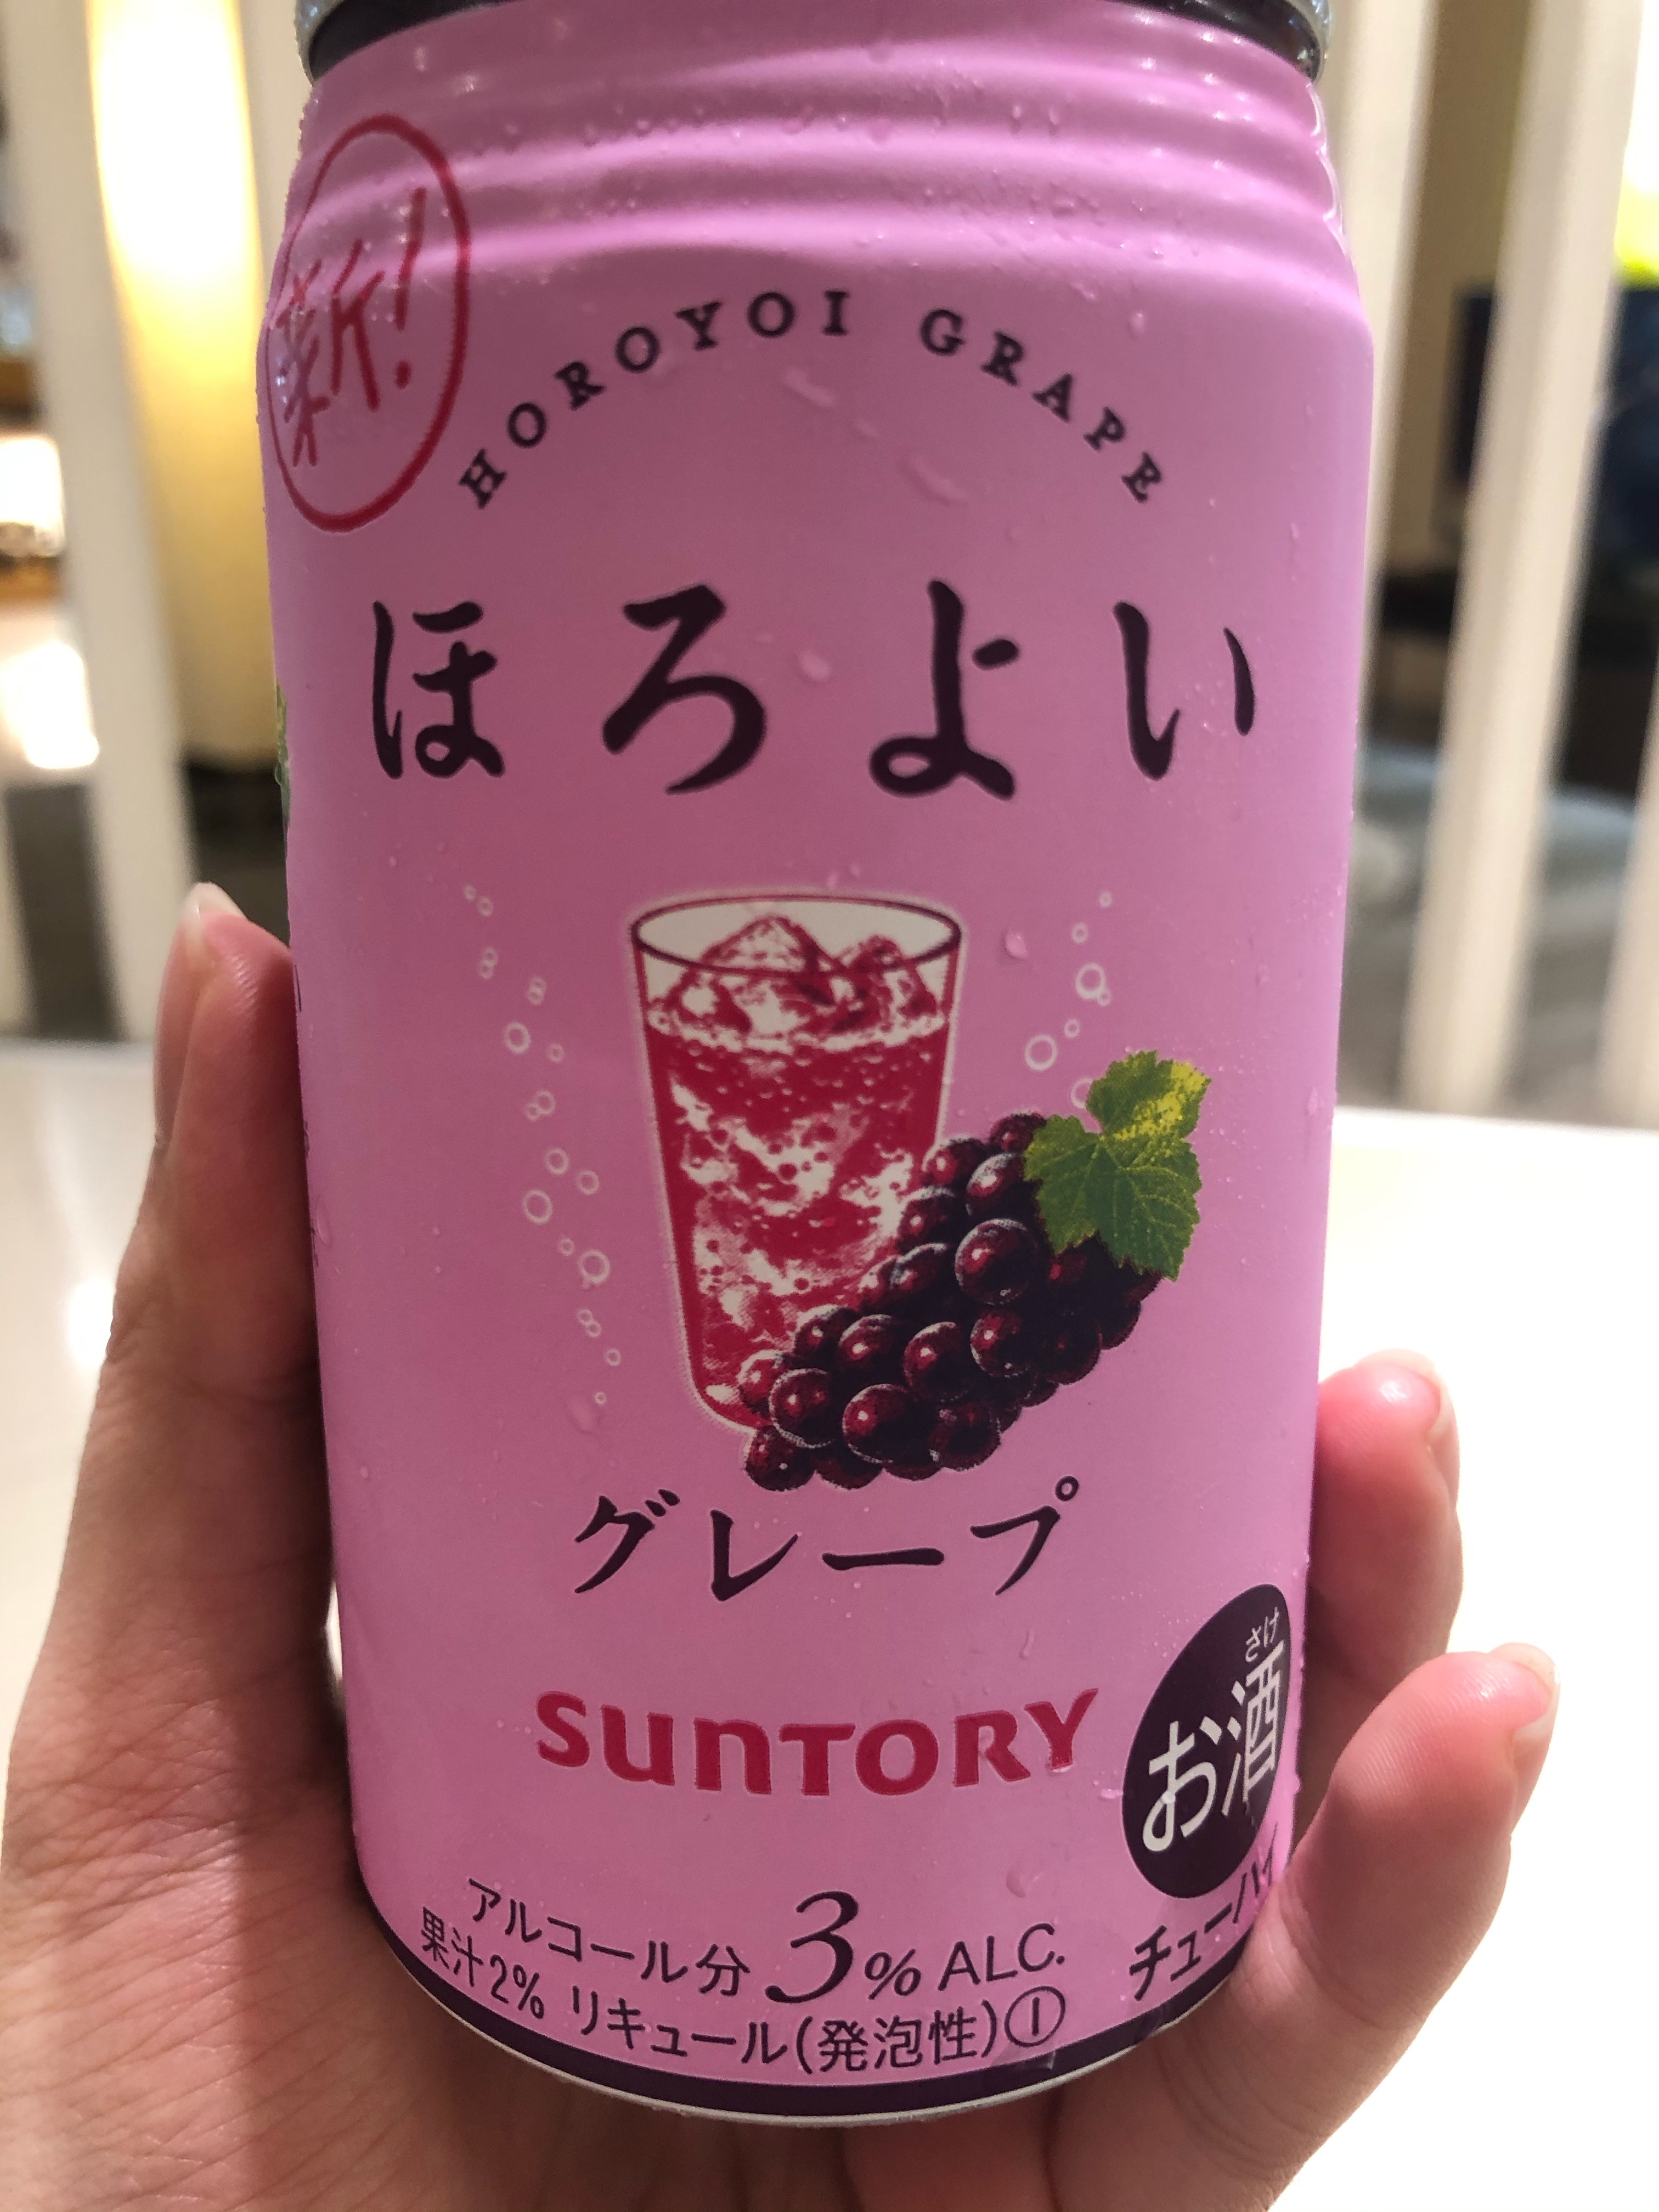 新!
HOROYOI GRAPE
ほろよい
グレープ
SUNTORY
さけ
お酒
チューハイ
アルコール分 3% ALC.
果汁2% リキュール(発泡性)①